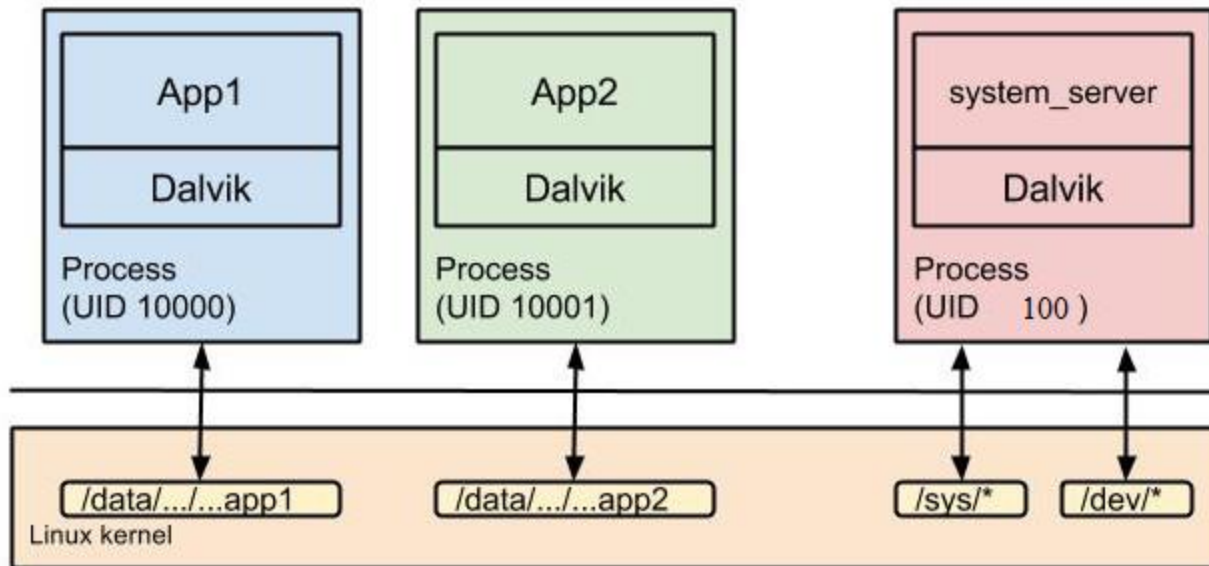 App1
Dalvik
Process
(UID 10000)
App2
Dalvik
Process
(UID 10001)
system_server
Dalvik
Process
(UID 100 )
/data/.../...app1
/data/.../...app2
/sys/*
/dev/*
Linux kernel